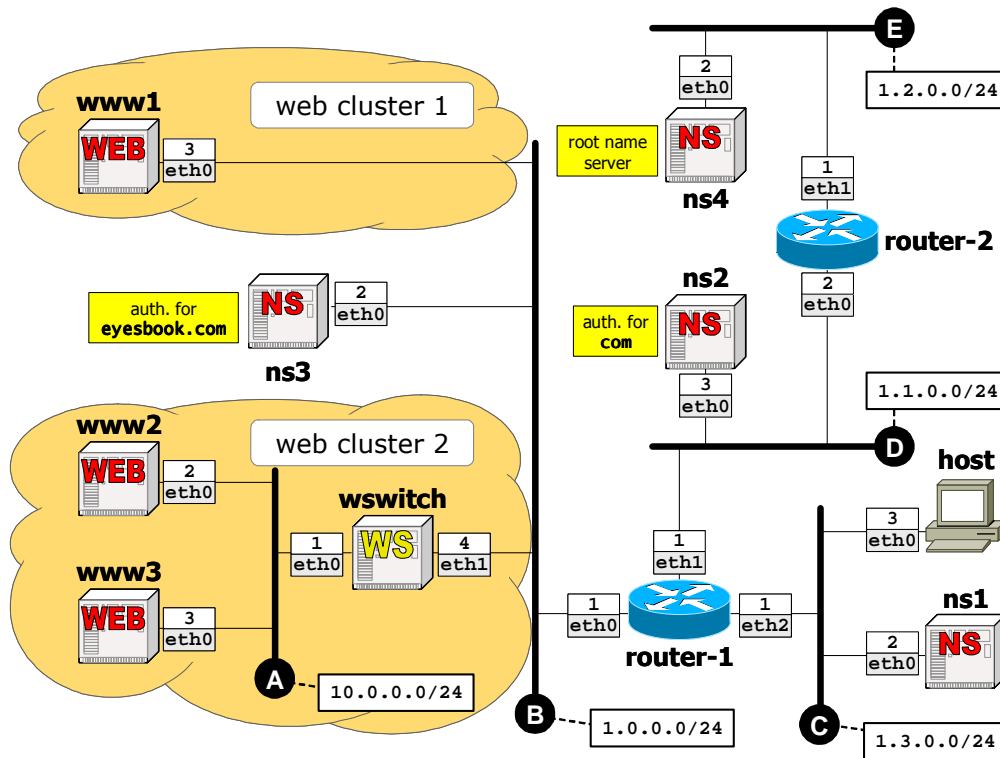 E
1.2.0.0/24
2
eth0
root name
server
NS
ns4
1
eth1
router-2
2
eth0
www1
WEB
3
eth0
web cluster 1
auth. for
eyesbook.com
NS
2
eth0
ns3
ns2
auth. for
com
NS
3
eth0
1.1.0.0/24
D
www2
WEB
2
eth0
web cluster 2
wswitch
1
eth0
WS
4
eth1
www3
WEB
3
eth0
A
10.0.0.0/24
B
1.0.0.0/24
1
eth1
1
eth0
router-1
1
eth2
host
3
eth0
ns1
2
eth0
NS
C
1.3.0.0/24